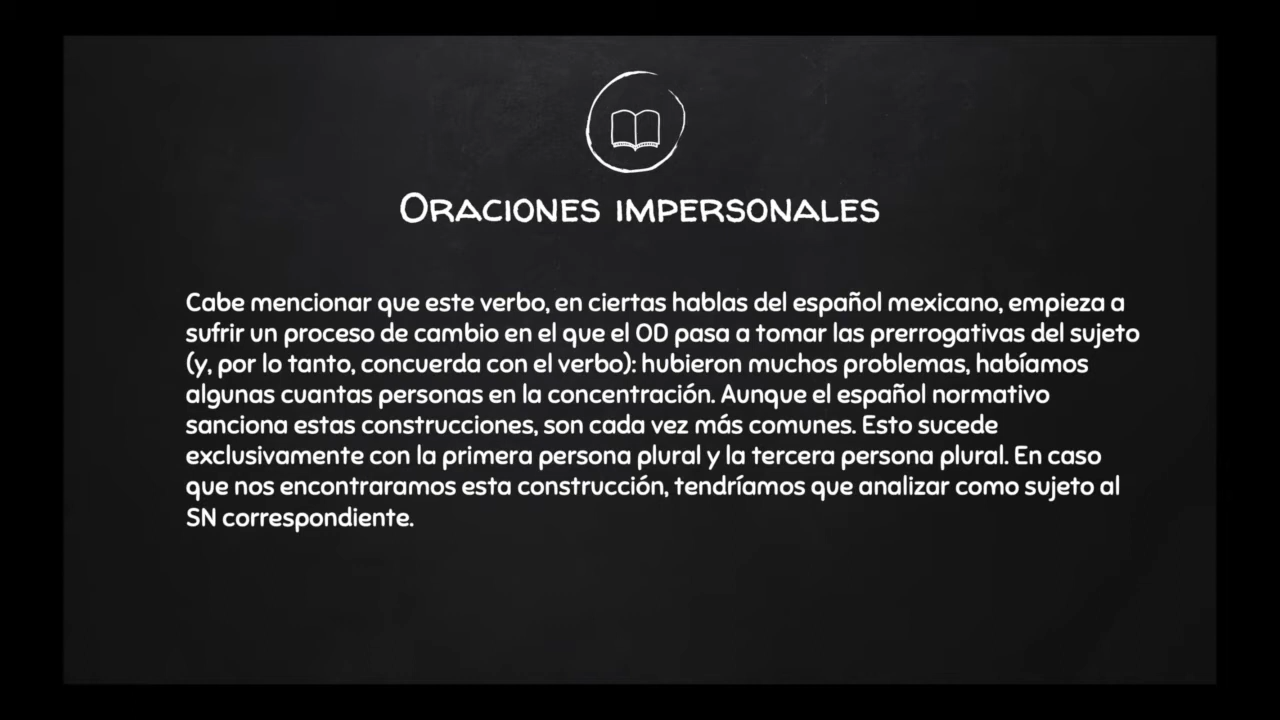 Oraciones impersonales
Cabe mencionar que este verbo, en ciertas hablas del español mexicano, empieza a
sufrir un proceso de cambio en el que el OD pasa a tomar las prerrogativas del sujeto
(y, por lo tanto, concuerda con el verbo): hubieron muchos problemas, habíamos
algunas cuantas personas en la concentración. Aunque el español normativo
sanciona estas construcciones, son cada vez más comunes. Esto sucede
exclusivamente con la primera persona plural y la tercera persona plural. En caso
que nos encontraramos esta construcción, tendríamos que analizar como sujeto al
SN correspondiente.